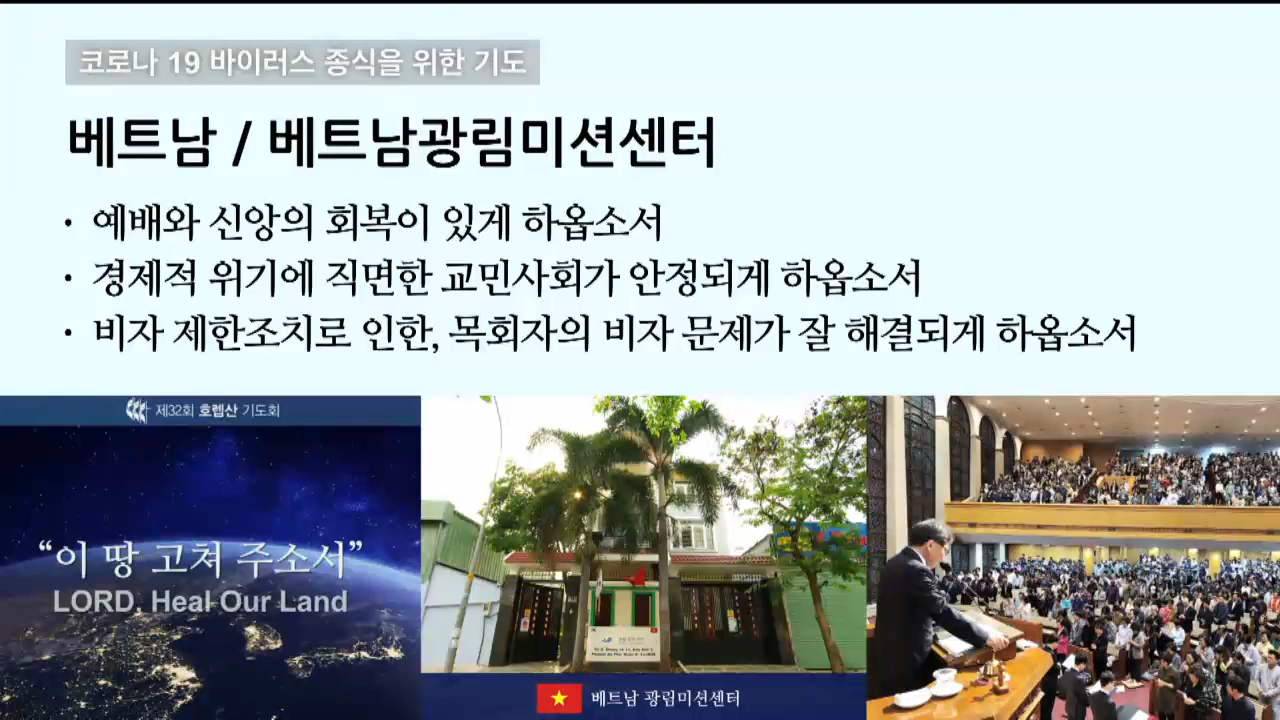 코로나 19 바이러스 종식을 위한 기도
베트남 / 베트남광림미션센터
· 예배와 신앙의 회복이 있게 하옵소서
· 경제적 위기에 직면한 교민사회가 안정되게 하옵소서
· 비자 제한조치로 인한, 목회자의 비자 문제가 잘 해결되게 하옵소서
제32회 호렙산 기도회
“이 땅 고쳐 주소서”
LORD, Heal Our Land
베트남 광림미션센터